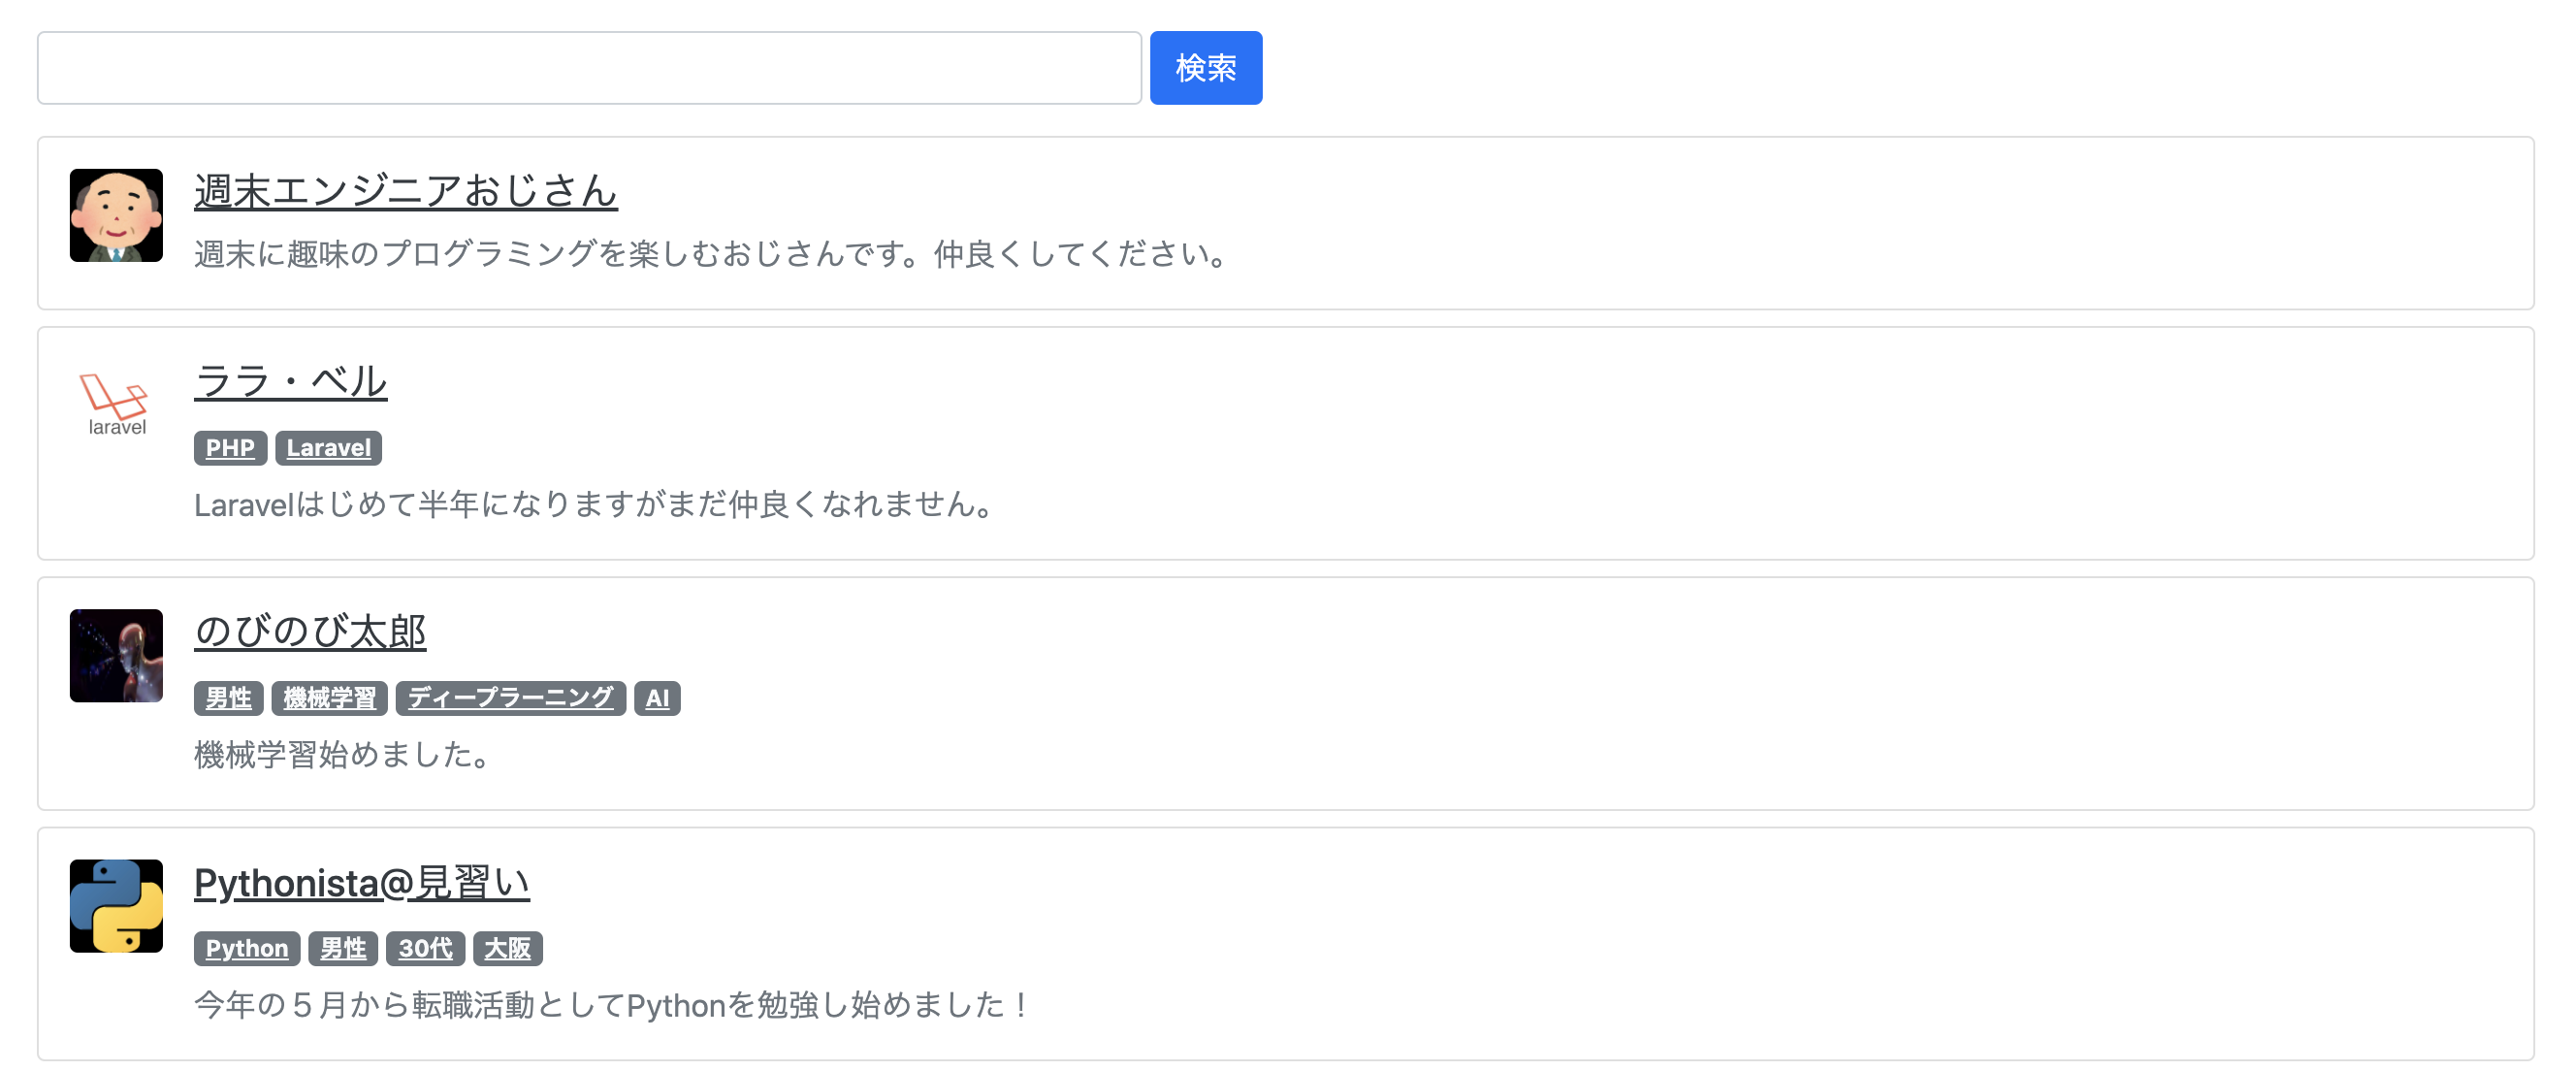 検索
週末エンジニアおじさん
週末に趣味のプログラミングを楽しむおじさんです。仲良くしてください。
ララ・ベル
laravel
PHP Laravel
Laravelはじめて半年になりますがまだ仲良くなれません。
のびのび太郎
男性 機械学習 ディープラーニング AI
機械学習始めました。
Pythonista@見習い
Python 男性 30代 大阪
今年の５月から転職活動としてPythonを勉強し始めました！